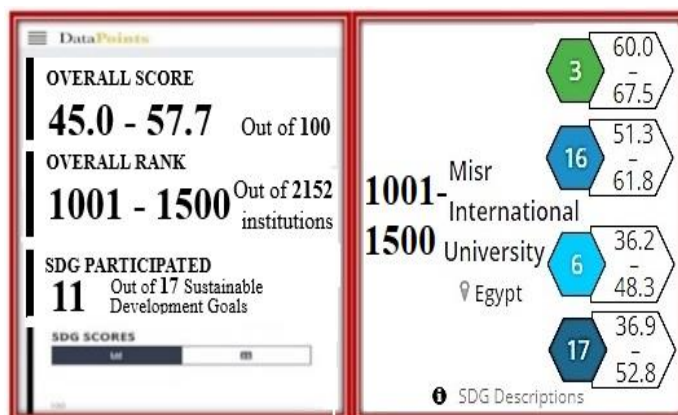 DataPoints
OVERALL SCORE
45.0 - 57.7 Out of 100
OVERALL RANK
1001 - 1500 Out of 2152
institutions
SDG PARTICIPATED
11 Out of 17 Sustainable
Development Goals
SDG SCORES
100
1001-
1500
Misr
International
University
Egypt
3
60.0
–
67.5
16
51.3
–
61.8
6
36.2
–
48.3
17
36.9
–
52.8
SDG Descriptions